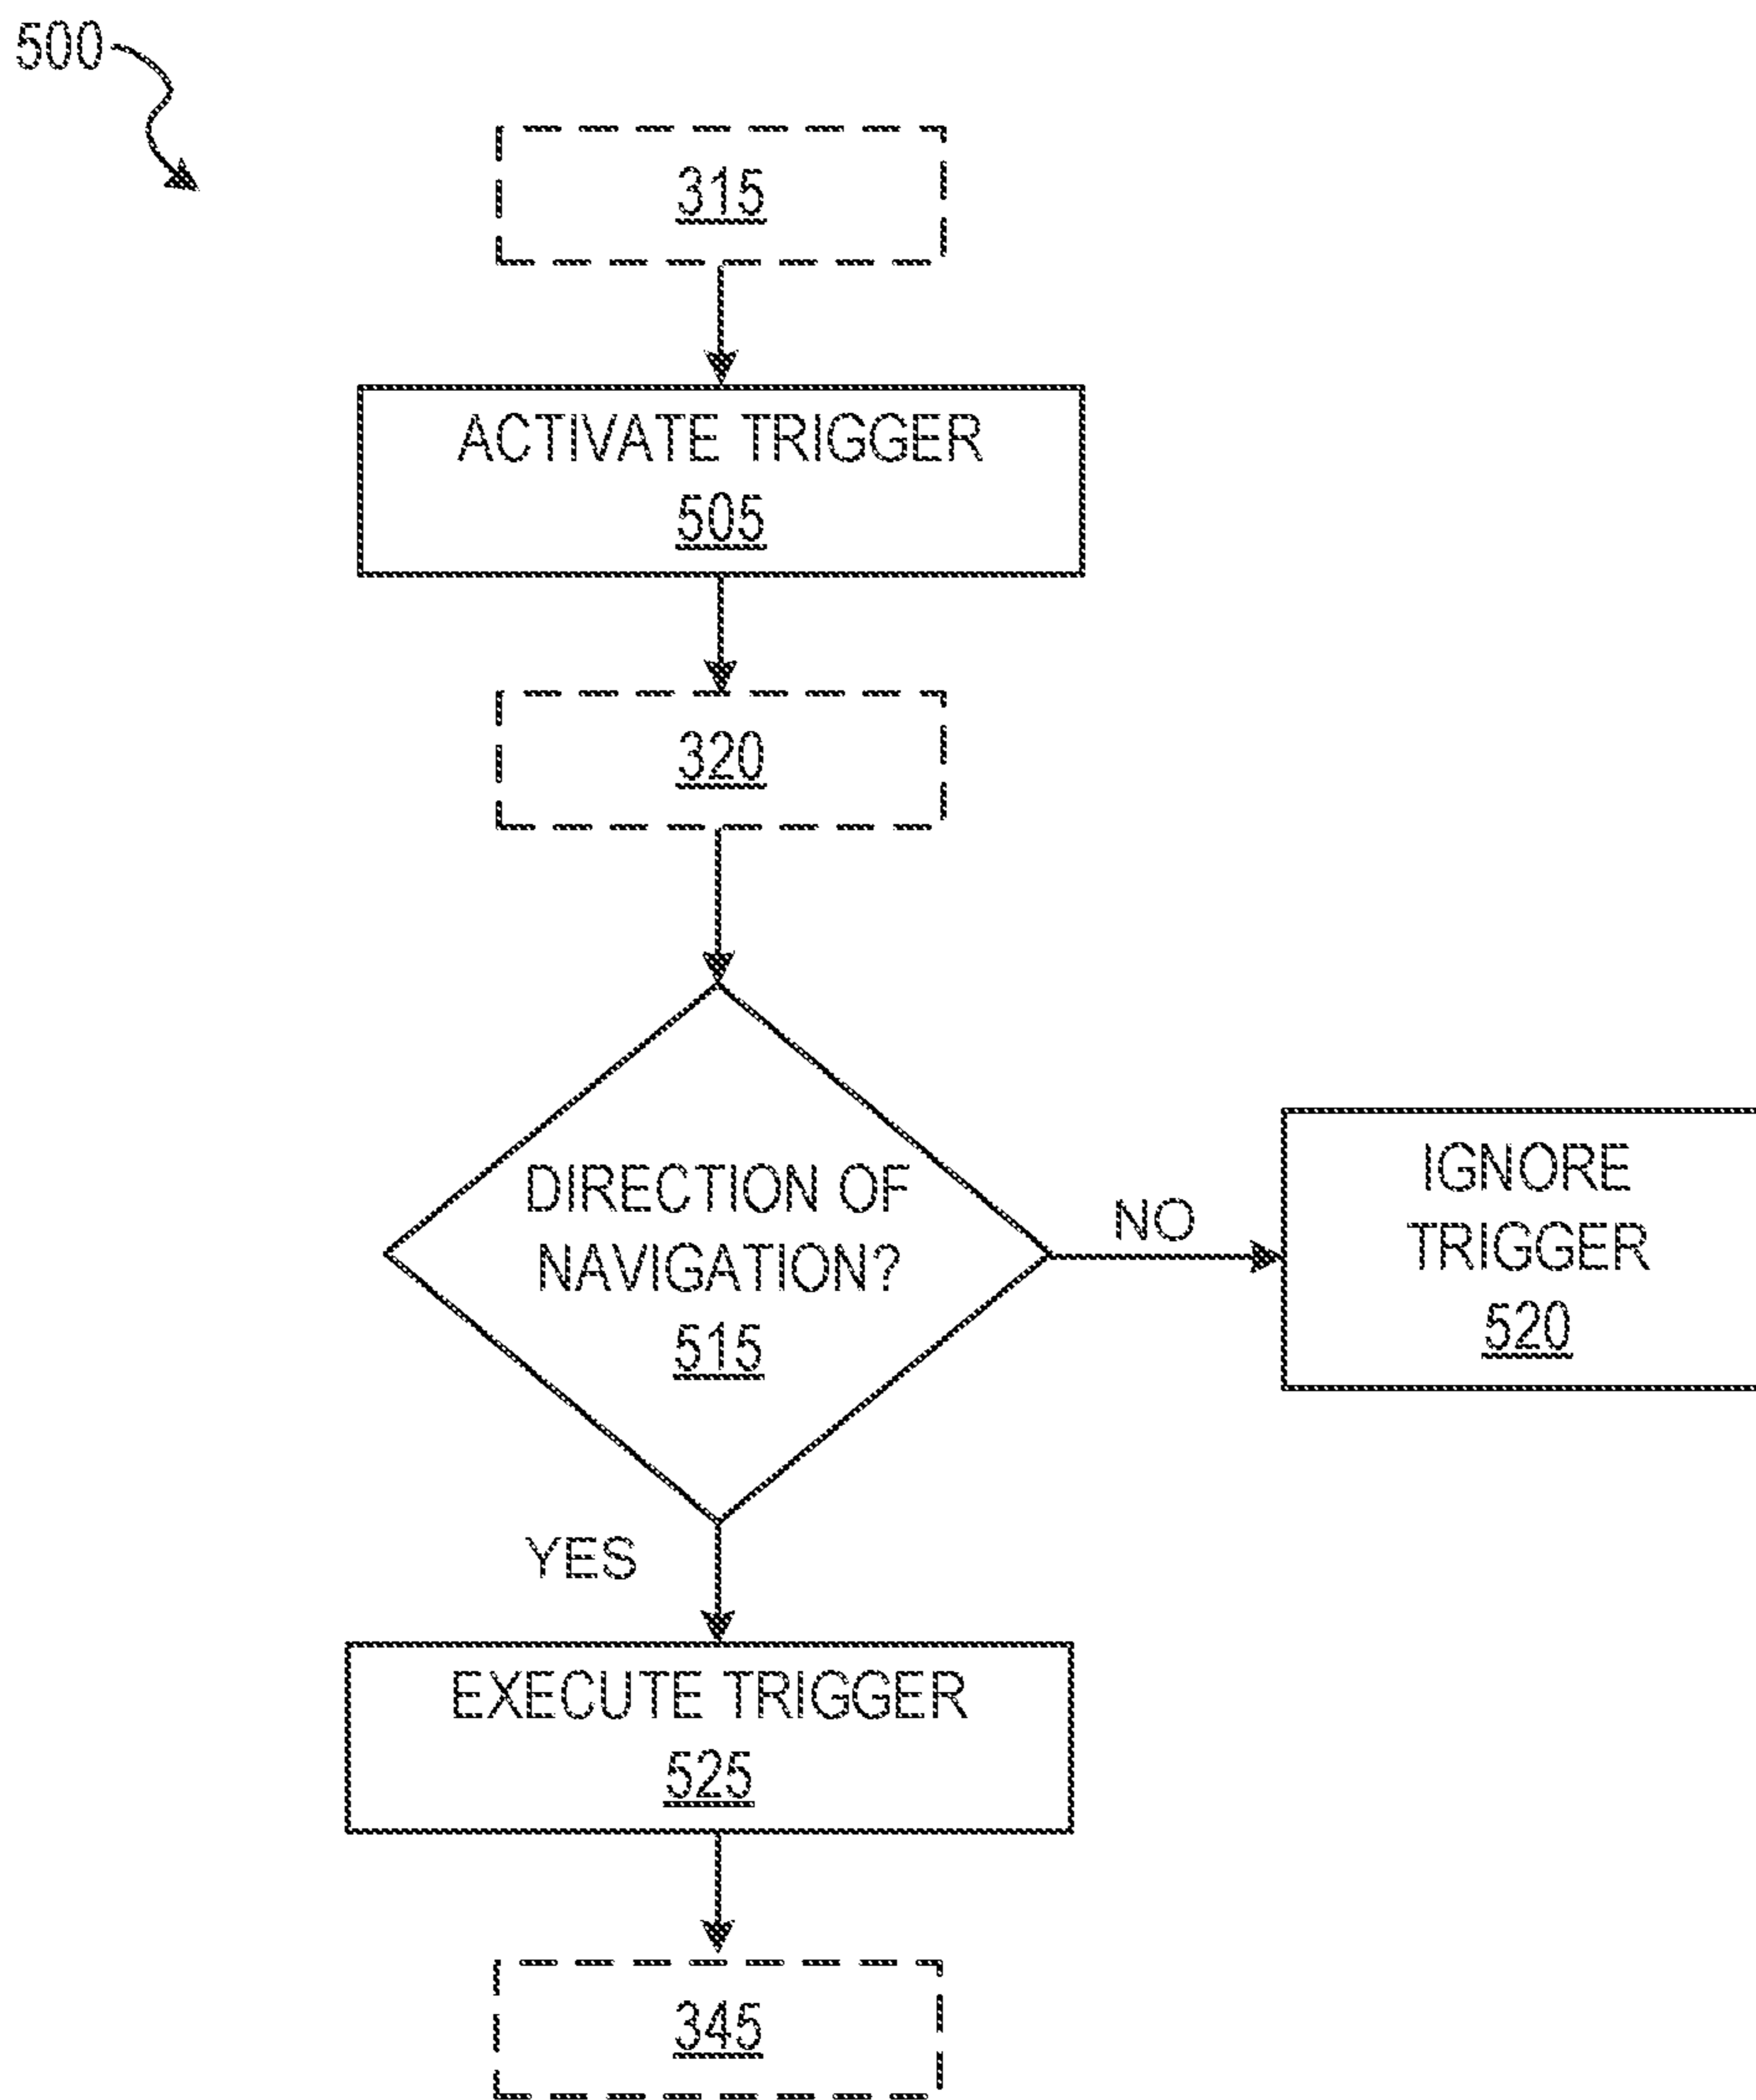 500
315
ACTIVATE TRIGGER
505
320
DIRECTION OF
NAVIGATION?
515
NO
IGNORE
TRIGGER
520
YES
EXECUTE TRIGGER
525
345